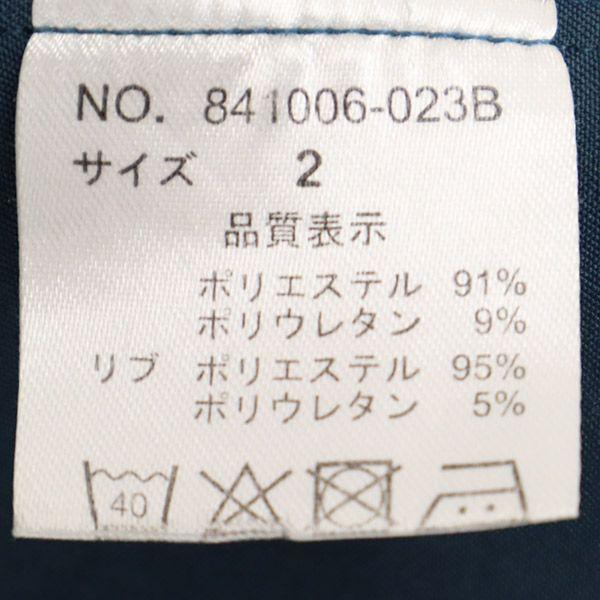 NO. 841006-023B
サイズ 2
品質表示
ポリエステル 91%
ポリウレタン 9%
リブ ポリエステル 95%
ポリウレタン 5%
40